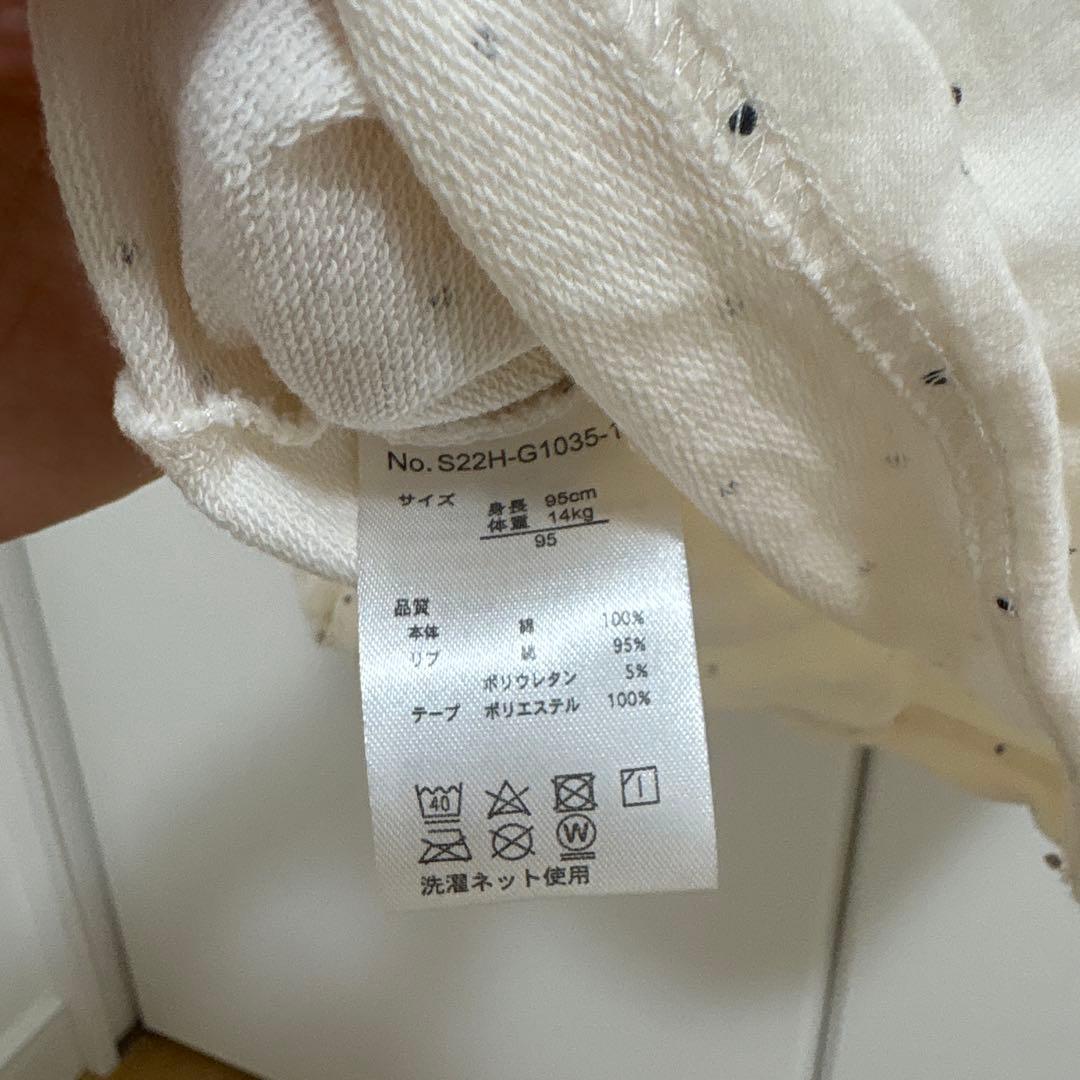 No. S22H-G1035-1
サイズ 身長 95cm
体重 14kg
95
品質
本体 綿 100%
リブ 綿 95%
ポリウレタン 5%
テープ ポリエステル 100%
40
W
洗濯ネット使用